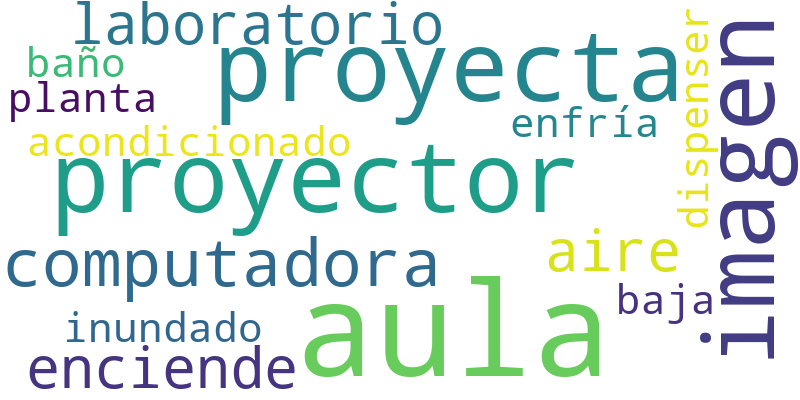 laboratorio
proyecta
baño
planta
enfría
acondicionado
proyector
dispenser
imagen
computadora
aire
baja
inundado
aula
enciende